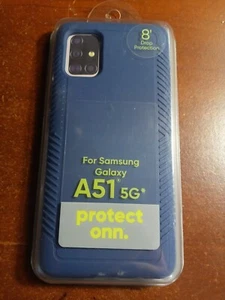 8'
Drop
Protection*
For Samsung
Galaxy
A51 5G*
protect
onn.